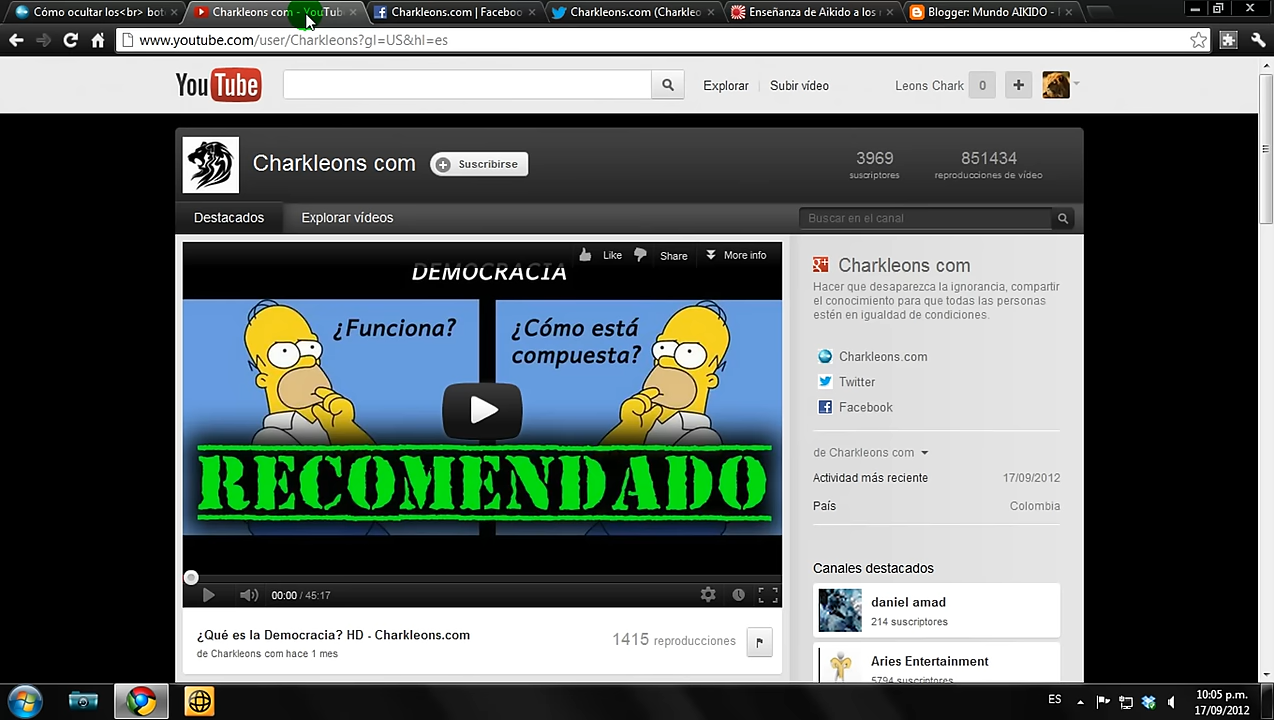 Cómo ocultar los<br> bot
Charkleons com - YouTube
Charkleons.com | Faceboo
Charkleons.com (Charkleo
Enseñanza de Aikido a los
Blogger: Mundo AIKIDO -
www.youtube.com/user/Charkleons?gl=US&hl=es
YouTube
Explorar
Subir vídeo
Leons Chark
0
Charkleons com
Suscribirse
3969
suscriptores
851434
reproducciones de vídeo
Destacados
Explorar vídeos
Buscar en el canal
DEMOCRACIA
Like
Share
More info
¿Funciona?
¿Cómo está
compuesta?
RECOMENDADO
00:00 / 45:17
¿Qué es la Democracia? HD - Charkleons.com
de Charkleons com hace 1 mes
1415 reproducciones
Charkleons com
Hacer que desaparezca la ignorancia, compartir
el conocimiento para que todas las personas
estén en igualdad de condiciones.
Charkleons.com
Twitter
Facebook
de Charkleons com
Actividad más reciente 17/09/2012
País Colombia
Canales destacados
daniel amad
214 suscriptores
Aries Entertainment
5794 suscriptores
ES
10:05 p.m.
17/09/2012